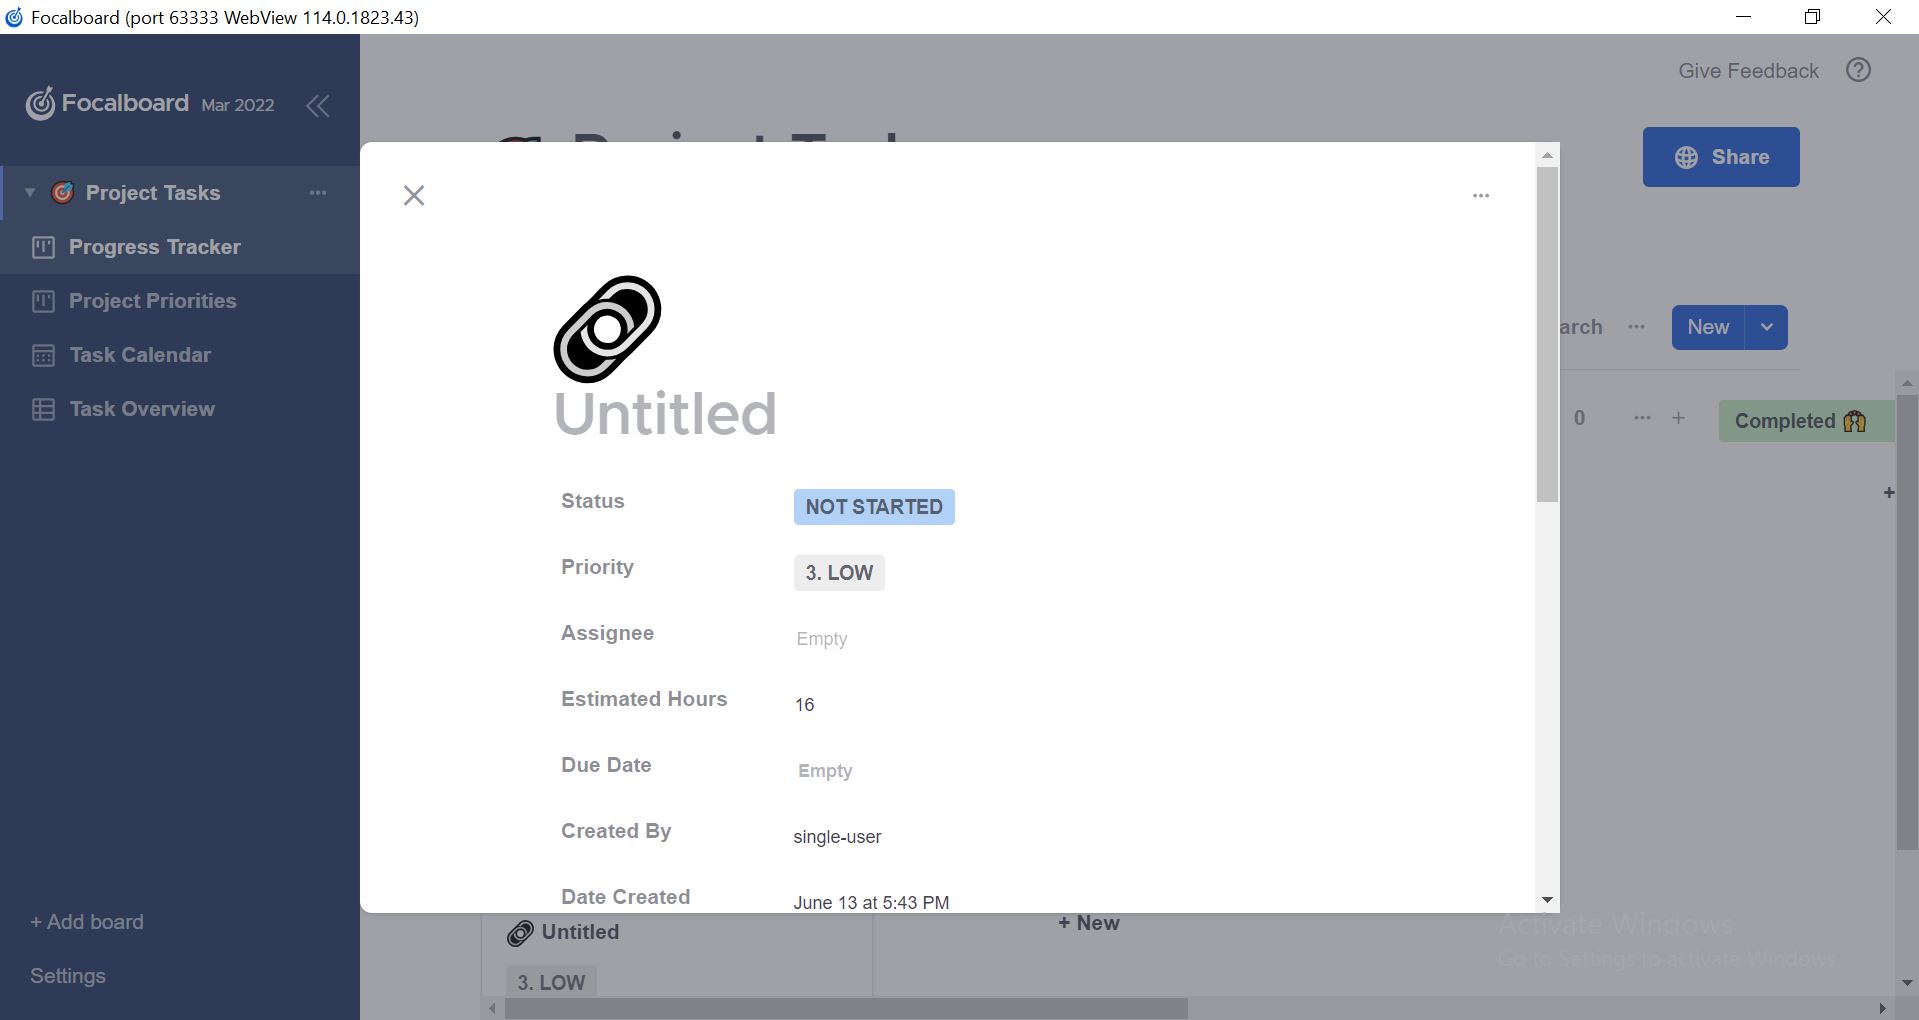 Focalboard (port 63333 WebView 114.0.1823.43)
Give Feedback
Focalboard Mar 2022
Share
Project Tasks
Progress Tracker
Project Priorities
Task Calendar
Task Overview
+ Add board
Settings
arch
New
0
Completed
Untitled
Status NOT STARTED
Priority 3. LOW
Assignee Empty
Estimated Hours 16
Due Date Empty
Created By single-user
Date Created June 13 at 5:43 PM
Untitled
+ New
3. LOW
Activate Windows
Go to Settings to activate Windows.